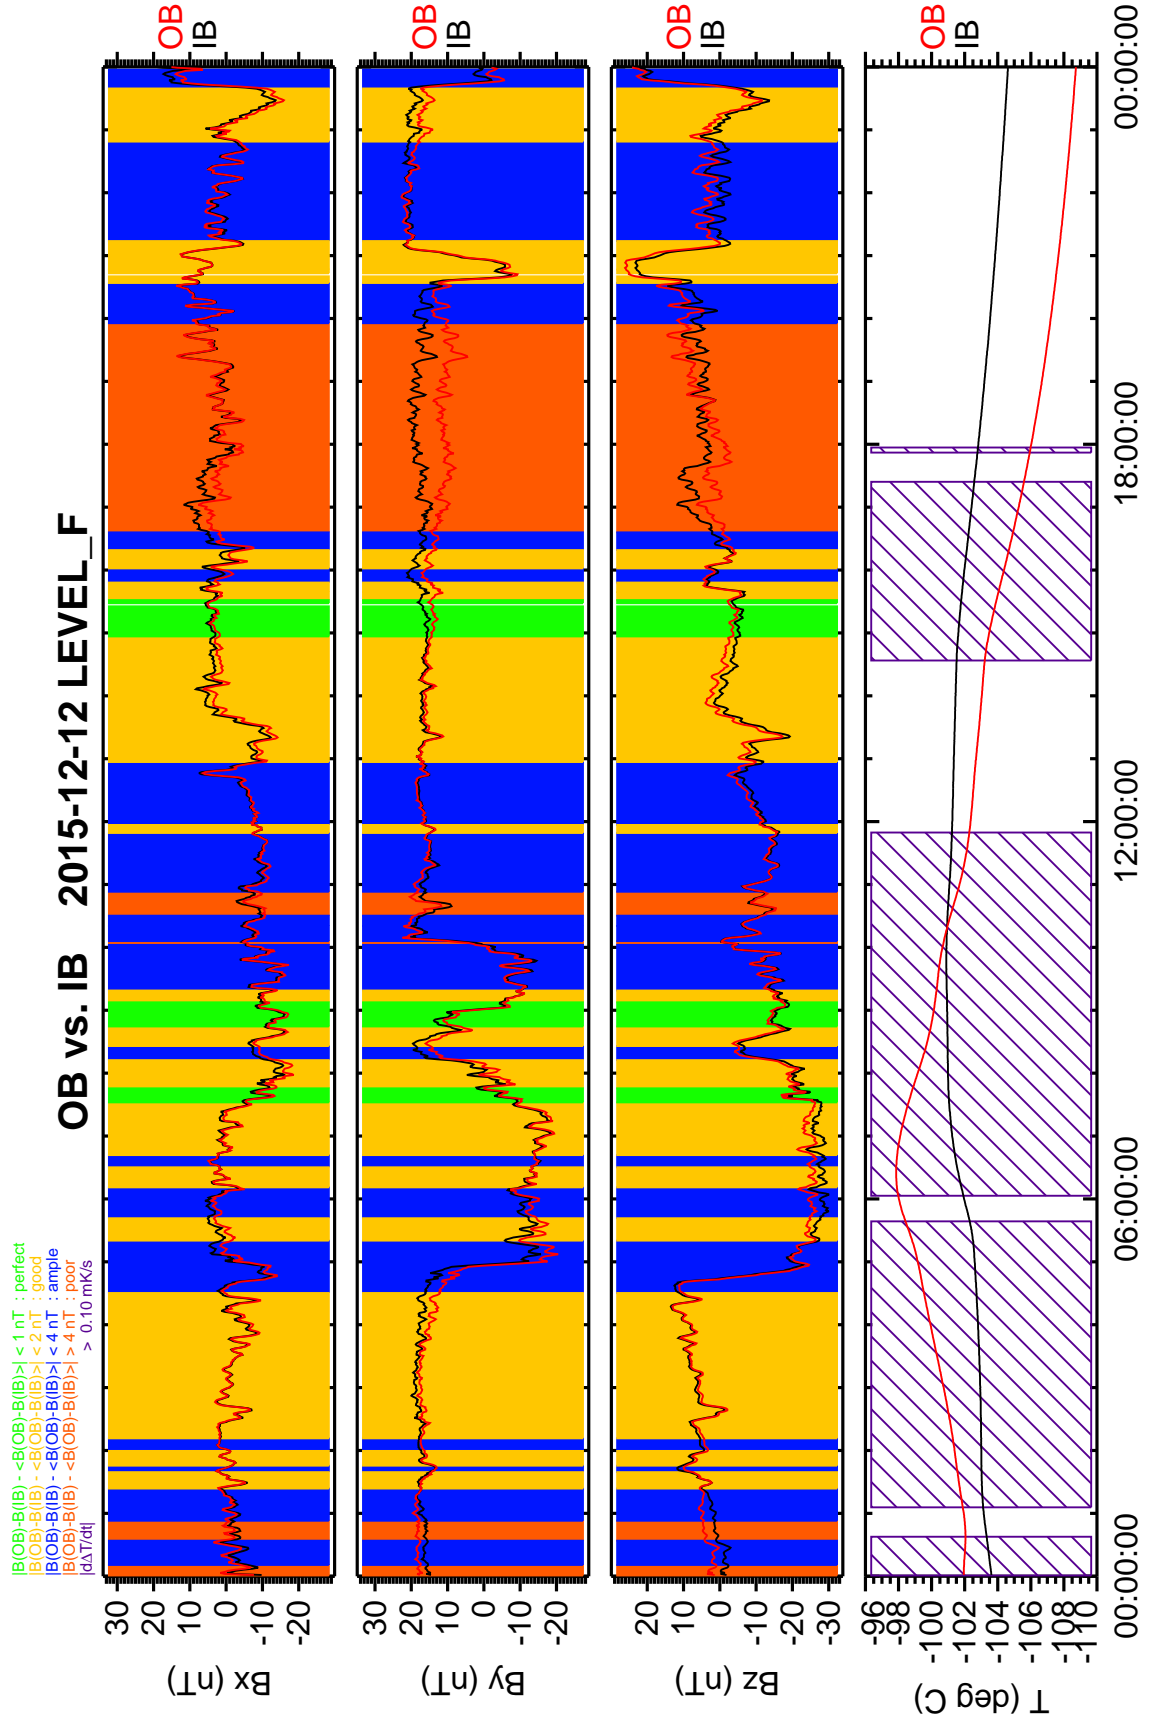 OB vs. IB 2015-12-12 LEVEL_F
|B(OB)-B(IB) - <B(OB)-B(IB)>| < 1 nT : perfect
|B(OB)-B(IB) - <B(OB)-B(IB)>| < 2 nT : good
|B(OB)-B(IB) - <B(OB)-B(IB)>| < 4 nT : ample
|B(OB)-B(IB) - <B(OB)-B(IB)>| > 4 nT : poor
|dΔT/dt| > 0.10 mK/s
Bx (nT)
30
20
10
0
-10
-20
OB
IB
By (nT)
30
20
10
0
-10
-20
OB
IB
Bz (nT)
20
10
0
-10
-20
-30
OB
IB
T (deg C)
-96
-98
-100
-102
-104
-106
-108
-110
OB
IB
00:00:00 06:00:00 12:00:00 18:00:00 00:00:00